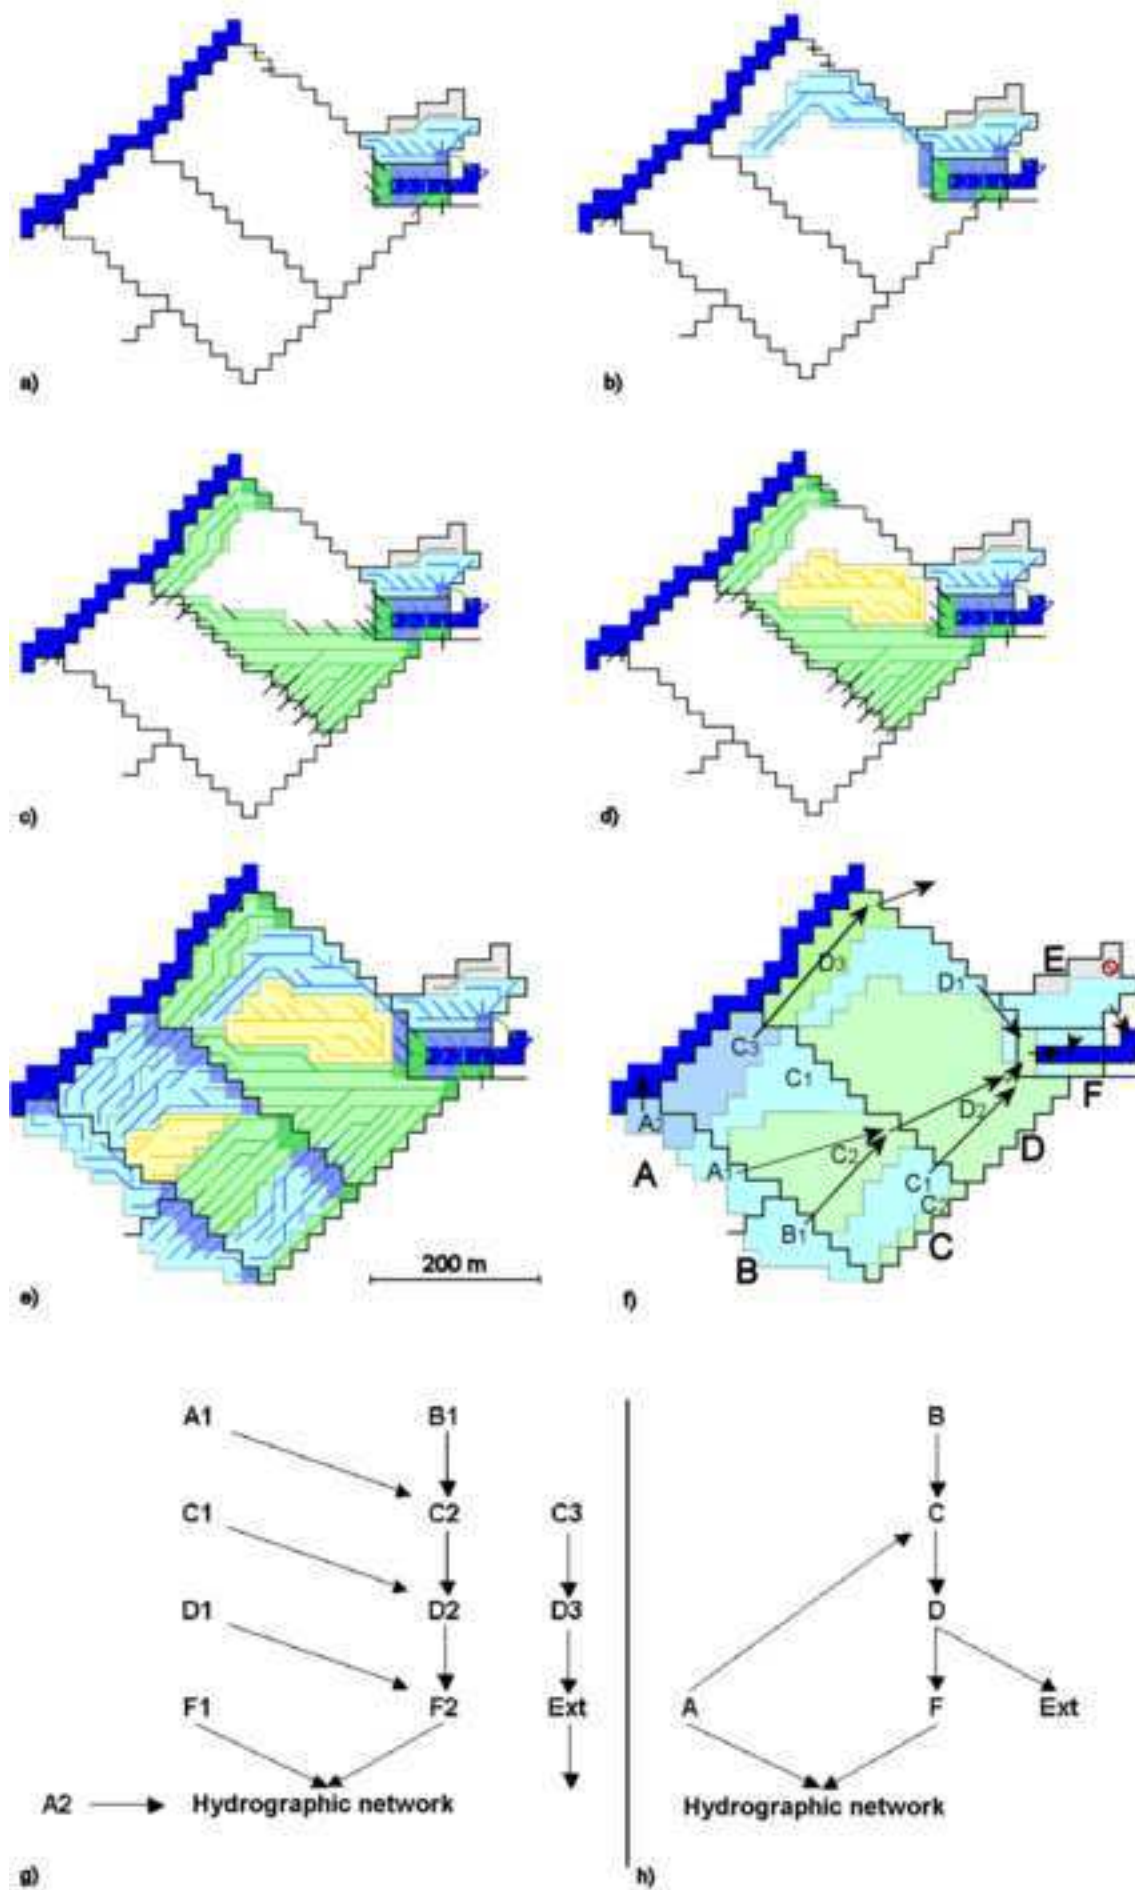 a)
b)
c)
d)
e)
200 m
f)
E
D3
D1
C3
C1
F
A2
D2
D
C2
A
A1
C1
C2
B1
C
B
A1 B1
C1 C2 C3
D1 D2 D3
F1 F2 Ext
A2 Hydrographic network
g)
B
C
D
A F Ext
Hydrographic network
h)